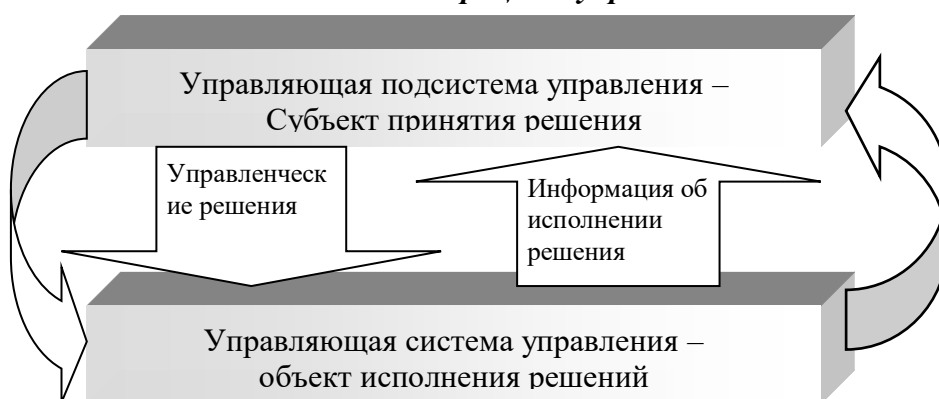 Управляющая подсистема управления –
Субъект принятия решения
Управленческ
ие решения
Информация об
исполнении
решения
Управляющая система управления –
объект исполнения решений